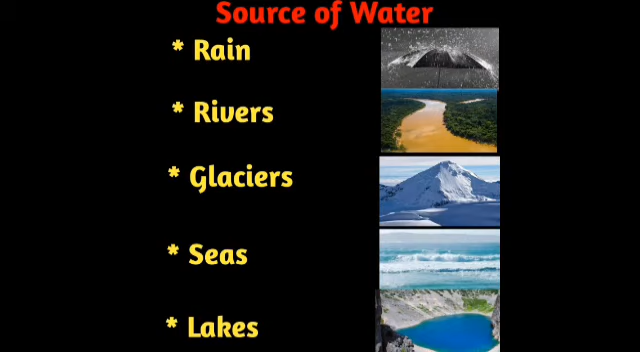 Source of Water
* Rain
* Rivers
* Glaciers
* Seas
* Lakes